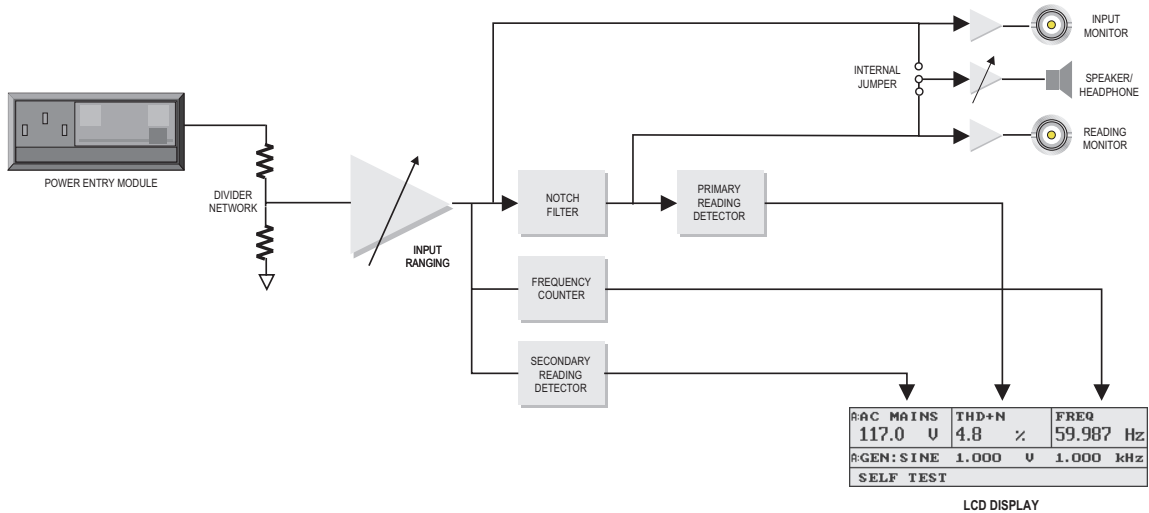 INPUT
MONITOR
INTERNAL
JUMPER
SPEAKER/
HEADPHONE
READING
MONITOR
POWER ENTRY MODULE
DIVIDER
NETWORK
INPUT
RANGING
NOTCH
FILTER
PRIMARY
READING
DETECTOR
FREQUENCY
COUNTER
SECONDARY
READING
DETECTOR
A:AC MAINS THD+N FREQ
117.0 V 4.8 % 59.987 Hz
A:GEN:SINE 1.000 V 1.000 kHz
SELF TEST
LCD DISPLAY